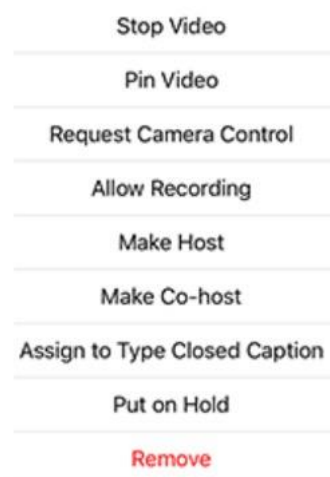 Stop Video
Pin Video
Request Camera Control
Allow Recording
Make Host
Make Co-host
Assign to Type Closed Caption
Put on Hold
Remove